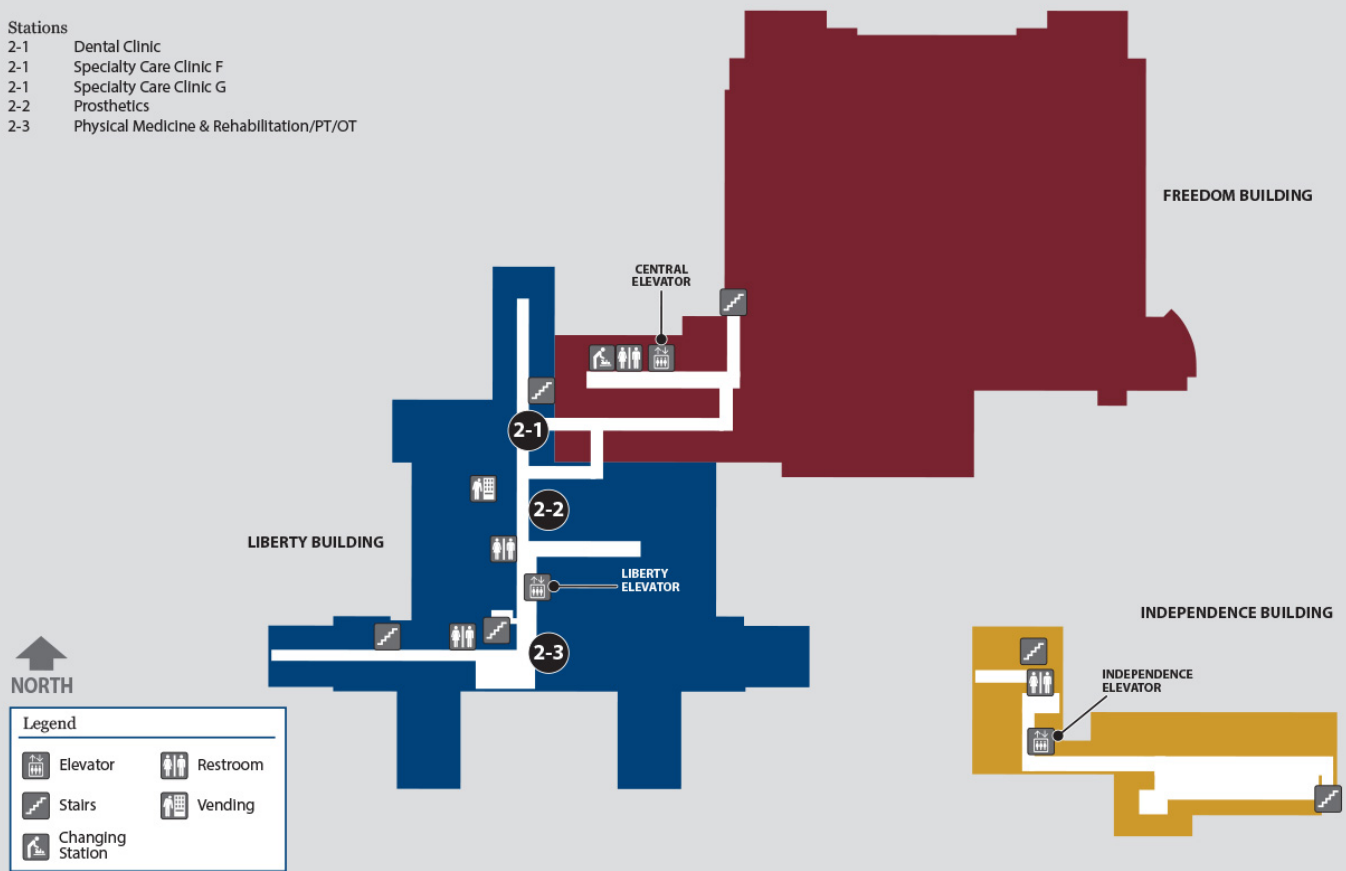 Stations
2-1 Dental Clinic
2-1 Specialty Care Clinic F
2-1 Specialty Care Clinic G
2-2 Prosthetics
2-3 Physical Medicine & Rehabilitation/PT/OT
FREEDOM BUILDING
CENTRAL
ELEVATOR
2-1
2-2
LIBERTY BUILDING
LIBERTY
ELEVATOR
2-3
INDEPENDENCE BUILDING
INDEPENDENCE
ELEVATOR
NORTH
Legend
Elevator
Restroom
Stairs
Vending
Changing
Station